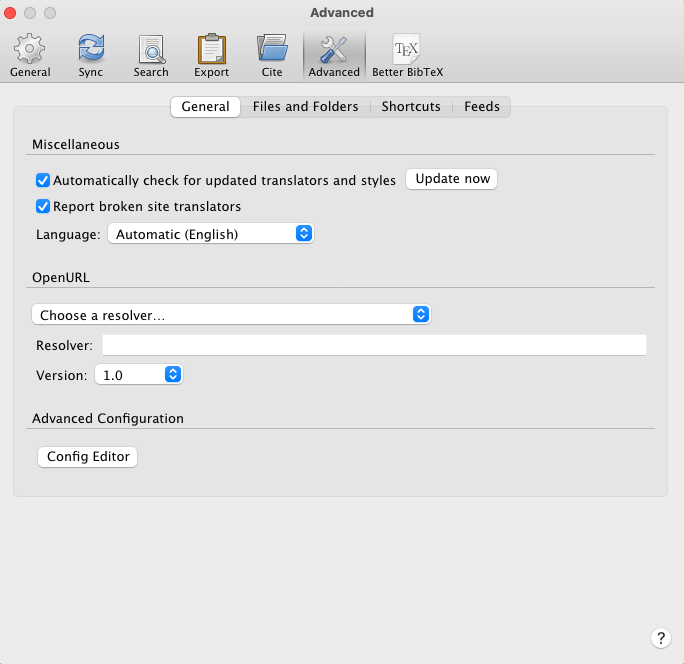 Advanced
General Sync Search Export Cite Advanced TEX Better BibTeX
General Files and Folders Shortcuts Feeds
Miscellaneous
Automatically check for updated translators and styles Update now
Report broken site translators
Language: Automatic (English)
OpenURL
Choose a resolver...
Resolver:
Version: 1.0
Advanced Configuration
Config Editor
?